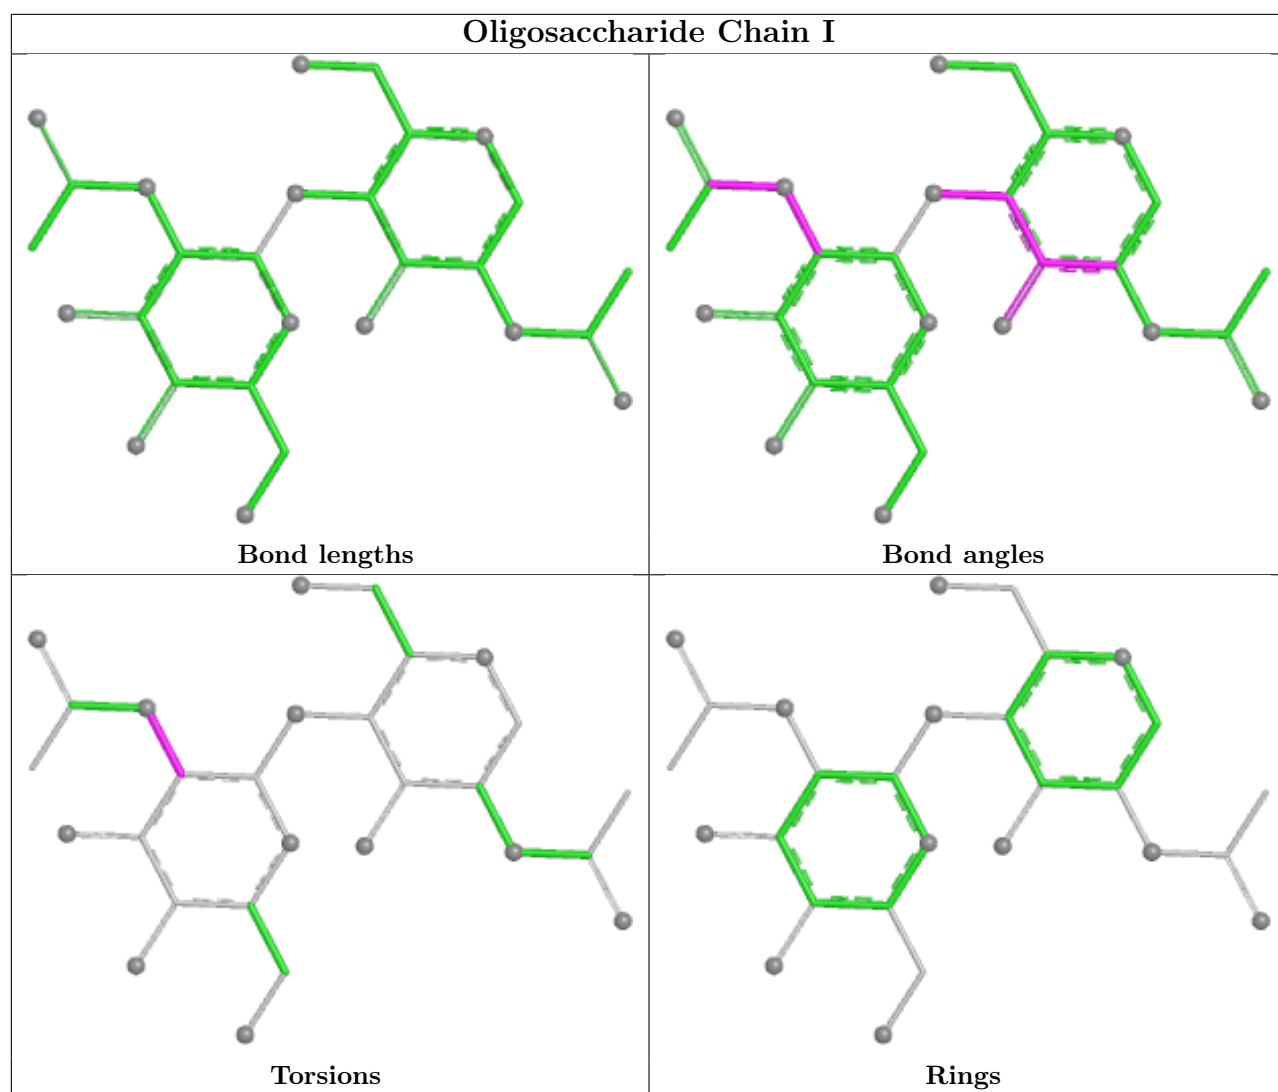 Oligosaccharide Chain I
Bond lengths
Bond angles
Torsions
Rings